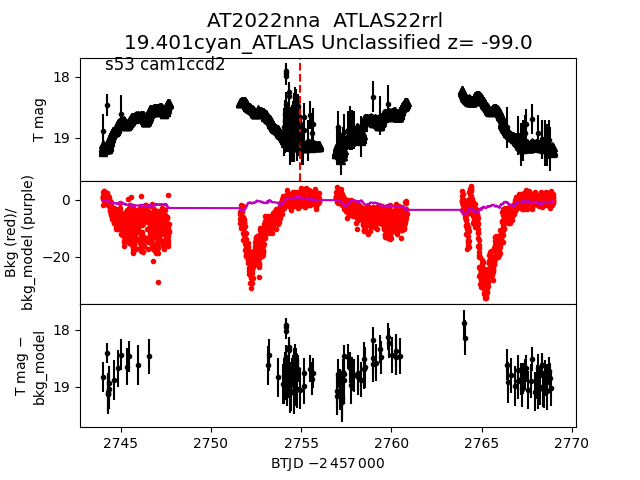 AT2022nna ATLAS22rrl
19.401cyan_ATLAS Unclassified z= -99.0
s53 cam1ccd2
18
19
T mag
0
−20
Bkg (red)/
bkg_model (purple)
18
19
T mag −
bkg_model
2745 2750 2755 2760 2765 2770
BTJD −2 457 000